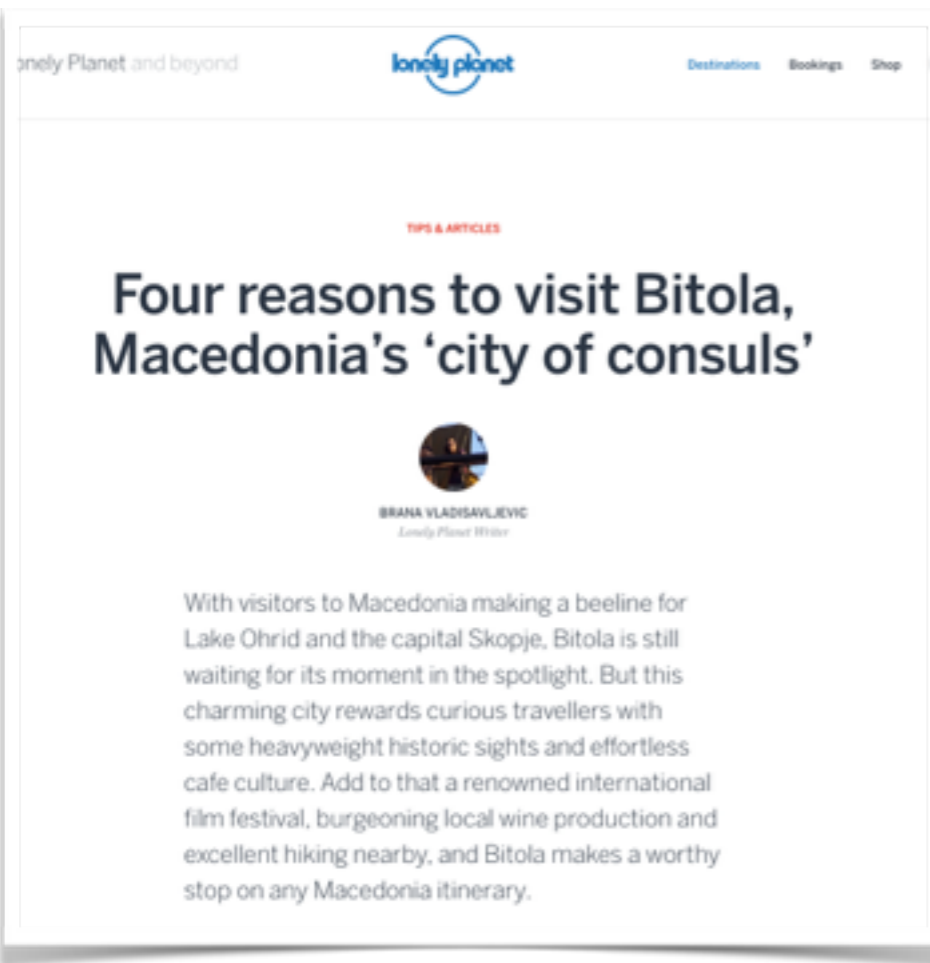 onely Planet and beyond
lonely planet
Destinations Bookings Shop
TIPS & ARTICLES
Four reasons to visit Bitola,
Macedonia's 'city of consuls'
BRANA VLADISAVLJEVIC
Lonely Planet Writer
With visitors to Macedonia making a beeline for
Lake Ohrid and the capital Skopje, Bitola is still
waiting for its moment in the spotlight. But this
charming city rewards curious travellers with
some heavyweight historic sights and effortless
cafe culture. Add to that a renowned international
film festival, burgeoning local wine production and
excellent hiking nearby, and Bitola makes a worthy
stop on any Macedonia itinerary.